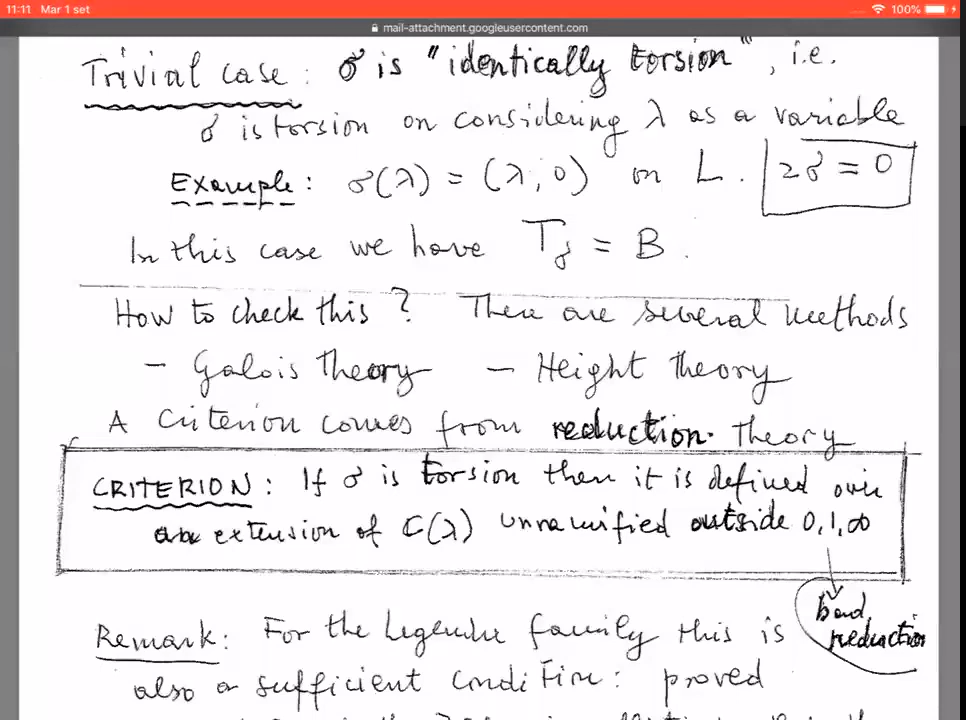 11:11 Mar 1 set
100%
mail-attachment.googleusercontent.com
Trivial case: σ is "identically torsion", i.e.
σ is torsion on considering λ as a variable
Example: σ(λ) = (λ, 0) on L. 2σ = 0
In this case we have Tσ = B.
How to check this? There are several methods
- Galois Theory - Height theory
A criterion comes from reduction theory
CRITERION: If σ is torsion then it is defined over
an extension of C(λ) unramified outside 0,1,∞
bad
reduction
Remark: For the Legendre family this is
also a sufficient condition: proved